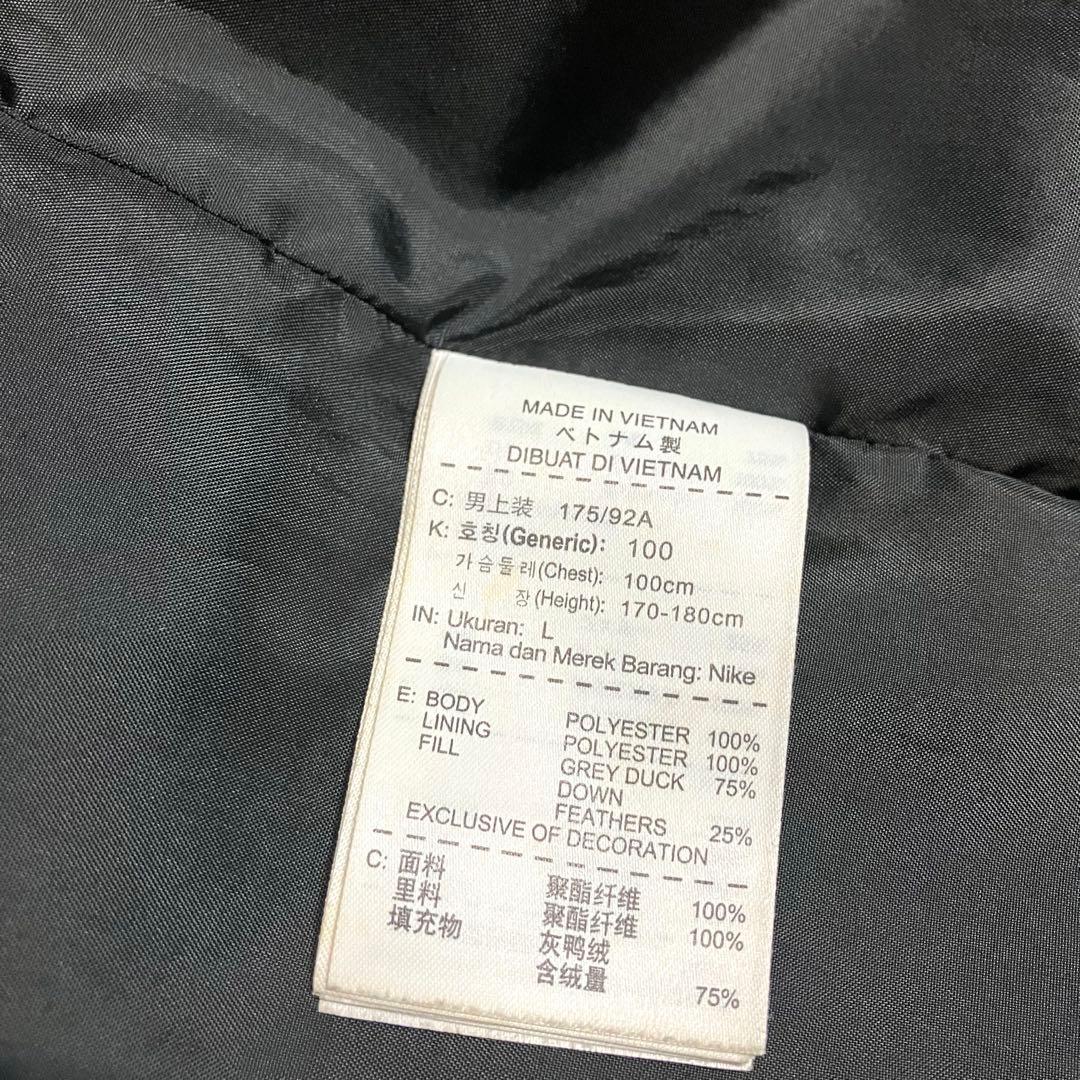 MADE IN VIETNAM
ベトナム製
DIBUAT DI VIETNAM
C: 男上装 175/92A
K: 호칭(Generic): 100
가슴둘레(Chest): 100cm
신 장(Height): 170-180cm
IN: Ukuran: L
Nama dan Merek Barang: Nike
E: BODY POLYESTER 100%
LINING POLYESTER 100%
FILL GREY DUCK 75%
DOWN
FEATHERS 25%
EXCLUSIVE OF DECORATION
C: 面料 聚酯纤维 100%
里料 聚酯纤维 100%
填充物 灰鸭绒
含绒量 75%